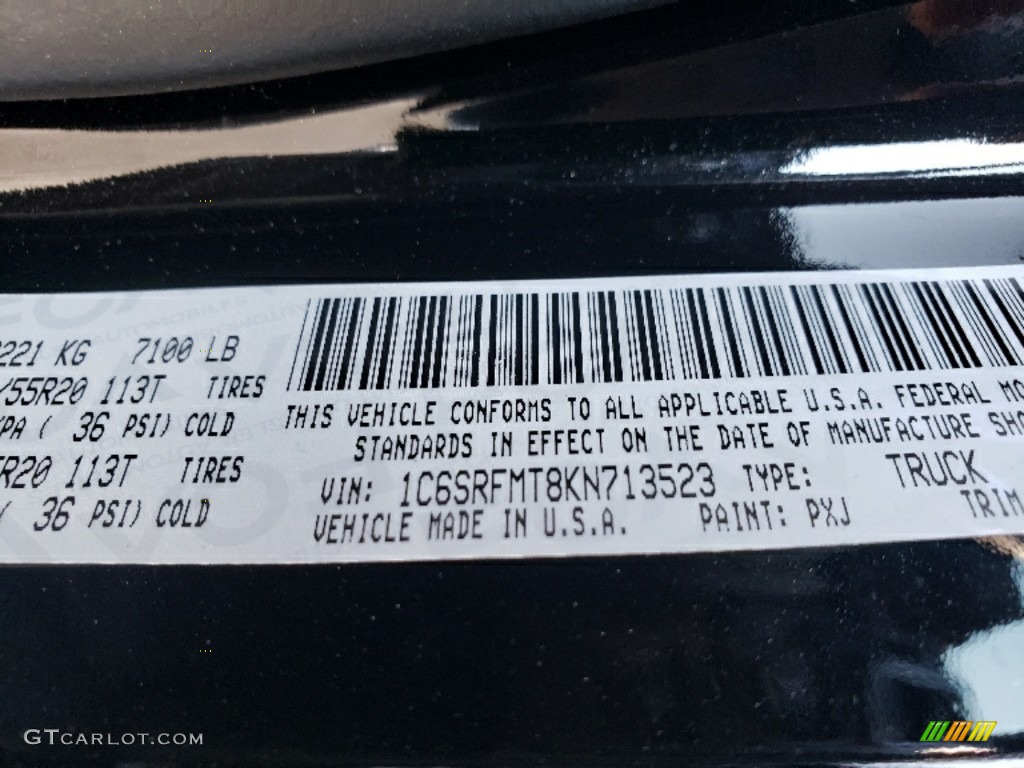 221 KG 7100 LB
/55R20 113T TIRES
PA ( 36 PSI) COLD
R20 113T TIRES
( 36 PSI) COLD
THIS VEHICLE CONFORMS TO ALL APPLICABLE U.S.A. FEDERAL MO
STANDARDS IN EFFECT ON THE DATE OF MANUFACTURE SHO
VIN: 1C6SRFMT8KN713523 TYPE: TRUCK
VEHICLE MADE IN U.S.A. PAINT: PXJ TRIM
GTCARLOT.COM